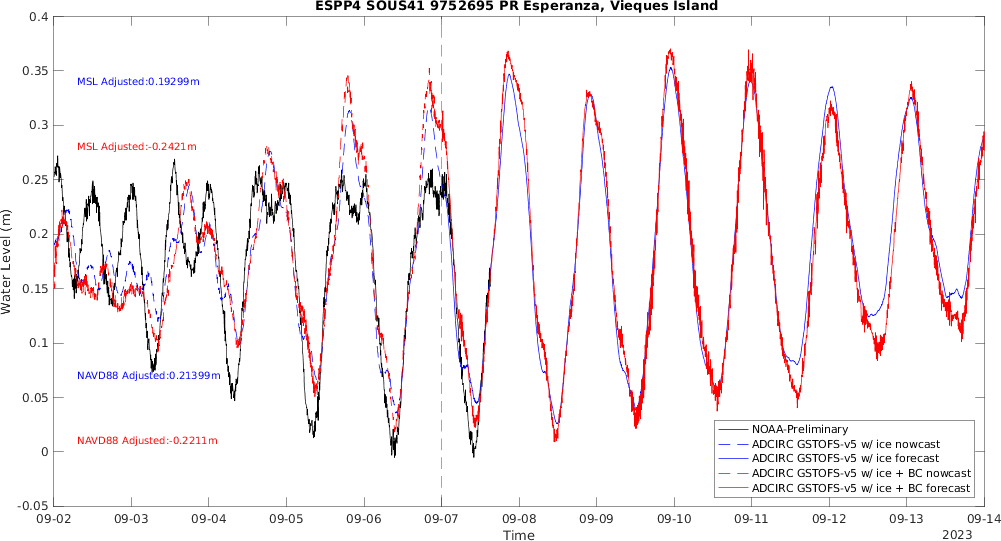 ESPP4 SOUS41 9752695 PR Esperanza, Vieques Island
0.4
0.35
0.3
0.25
0.2
0.15
0.1
0.05
0
-0.05
Water Level (m)
MSL Adjusted:0.19299m
MSL Adjusted:-0.2421m
NAVD88 Adjusted:0.21399m
NAVD88 Adjusted:-0.2211m
NOAA-Preliminary
ADCIRC GSTOFS-v5 w/ ice nowcast
ADCIRC GSTOFS-v5 w/ ice forecast
ADCIRC GSTOFS-v5 w/ ice + BC nowcast
ADCIRC GSTOFS-v5 w/ ice + BC forecast
09-02 09-03 09-04 09-05 09-06 09-07 09-08 09-09 09-10 09-11 09-12 09-13 09-14
Time
2023